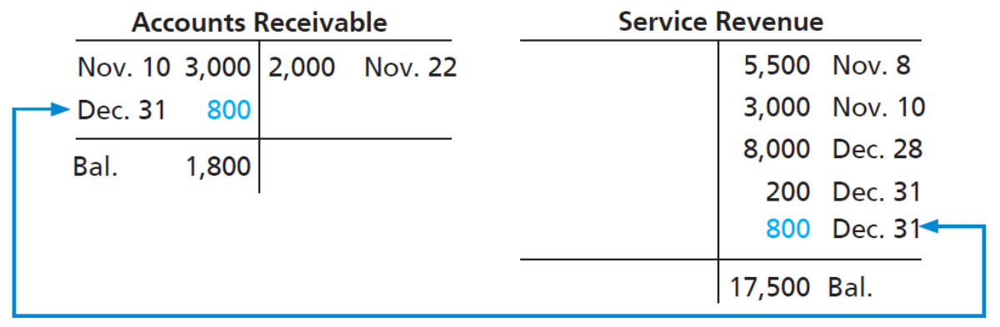 Accounts Receivable
Nov. 10 3,000 2,000 Nov. 22
Dec. 31 800
Bal. 1,800
Service Revenue
5,500 Nov. 8
3,000 Nov. 10
8,000 Dec. 28
200 Dec. 31
800 Dec. 31
17,500 Bal.